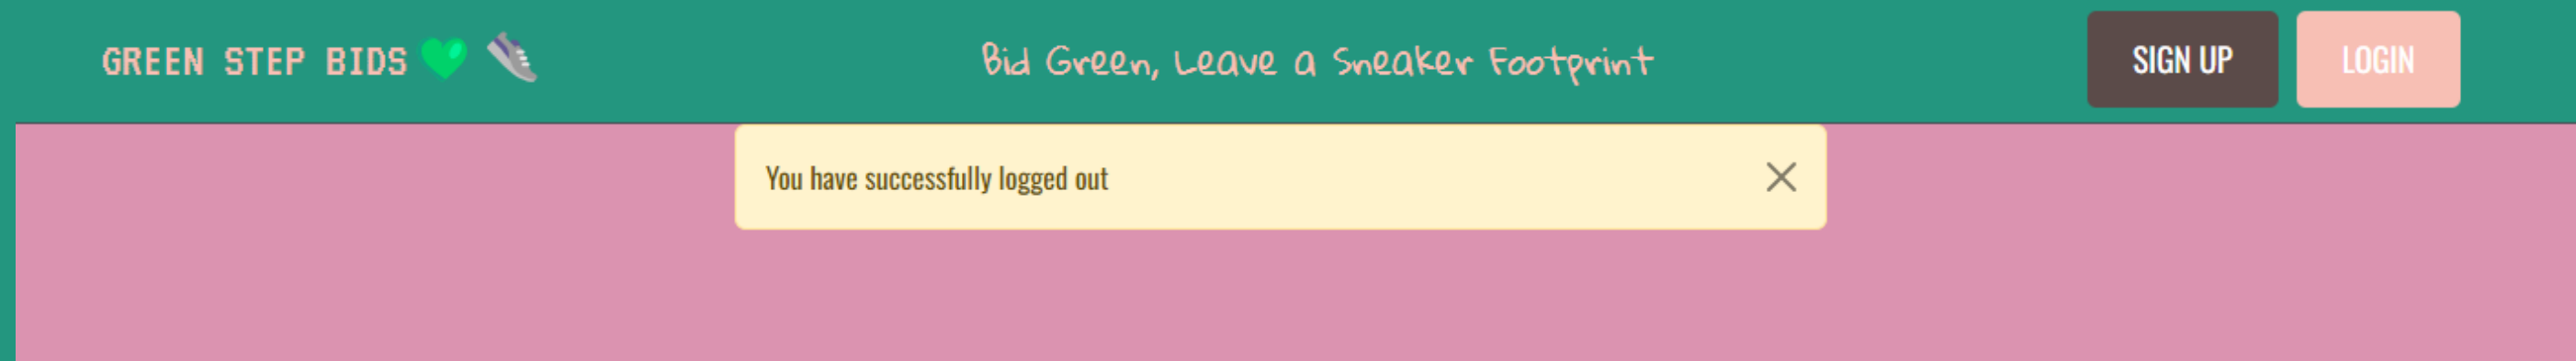 GREEN STEP BIDS💚 👟
Bid Green, Leave a Sneaker Footprint
SIGN UP
LOGIN
You have successfully logged out